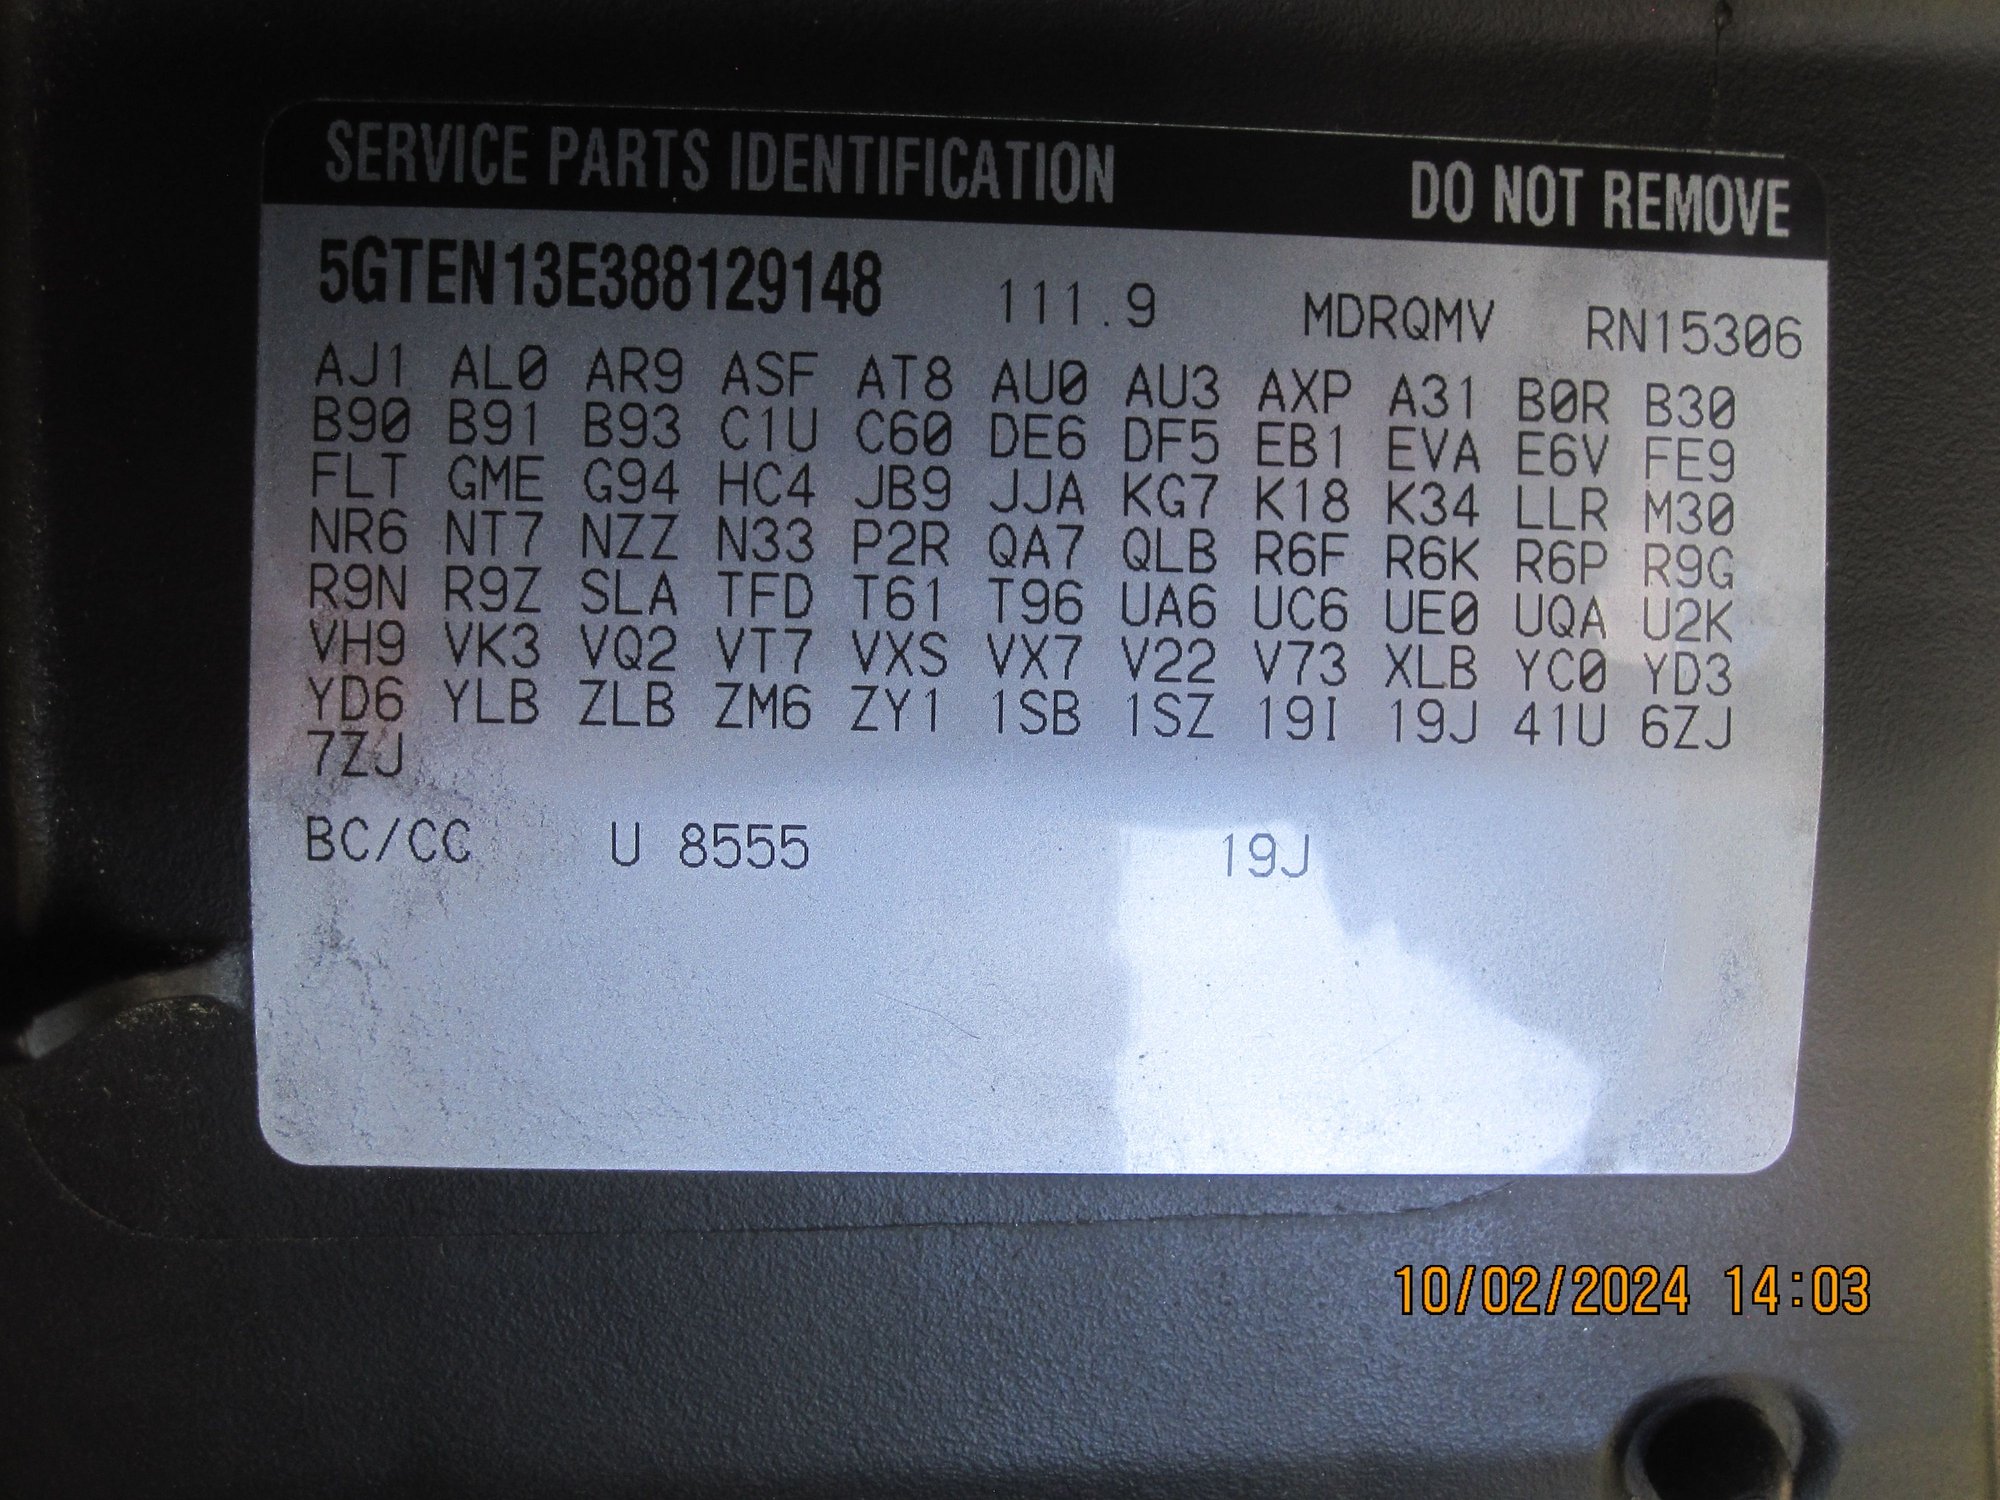 SERVICE PARTS IDENTIFICATION DO NOT REMOVE
5GTEN13E388129148 111.9 MDRQMV RN15306
AJ1 AL0 AR9 ASF AT8 AU0 AU3 AXP A31 B0R B30
B90 B91 B93 C1U C60 DE6 DF5 EB1 EVA E6V FE9
FLT GME G94 HC4 JB9 JJA KG7 K18 K34 LLR M30
NR6 NT7 NZZ N33 P2R QA7 QLB R6F R6K R6P R9G
R9N R9Z SLA TFD T61 T96 UA6 UC6 UE0 UQA U2K
VH9 VK3 VQ2 VT7 VXS VX7 V22 V73 XLB YC0 YD3
YD6 YLB ZLB ZM6 ZY1 1SB 1SZ 19I 19J 41U 6ZJ
7ZJ
BC/CC U 8555 19J
10/02/2024 14:03